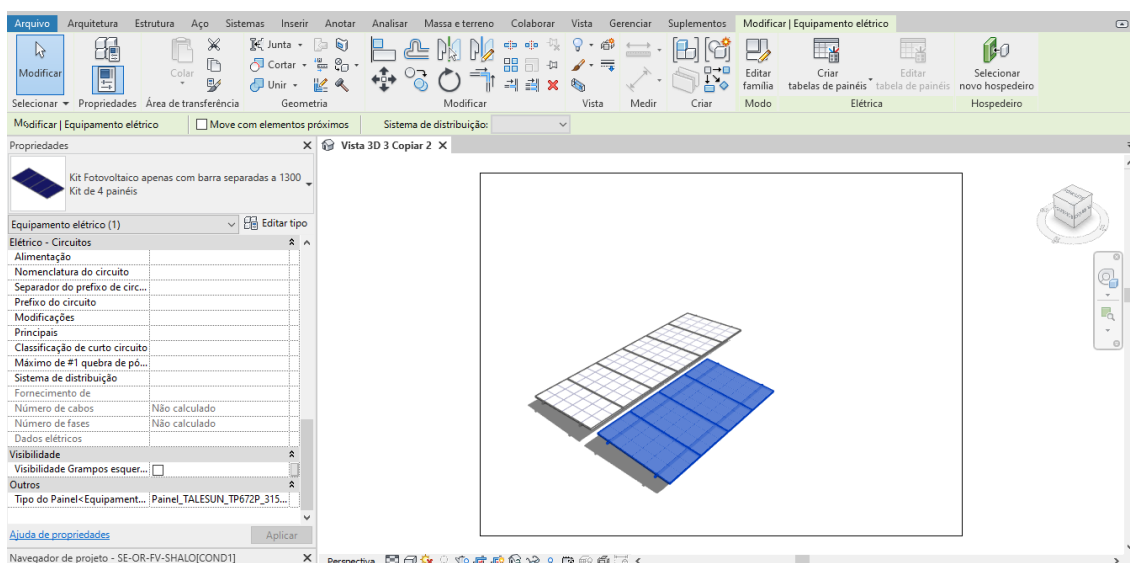 Arquivo Arquitetura Estrutura Aço Sistemas Inserir Anotar Analisar Massa e terreno Colaborar Vista Gerenciar Suplementos Modificar | Equipamento elétrico
Junta
Modificar Colar Cortar Editar Criar Editar Selecionar
Unir família tabelas de painéis tabela de painéis novo hospedeiro
Selecionar Propriedades Área de transferência Geometria Modificar Vista Medir Criar Modo Elétrica Hospedeiro
Modificar | Equipamento elétrico Move com elementos próximos Sistema de distribuição:
Propriedades X Vista 3D 3 Copiar 2 X
Kit Fotovoltaico apenas com barra separadas a 1300
Kit de 4 painéis
Equipamento elétrico (1) Editar tipo
Elétrico - Circuitos
Alimentação
Nomenclatura do circuito
Separador do prefixo de circ...
Prefixo do circuito
Modificações
Principais
Classificação de curto circuito
Máximo de #1 quebra de pó...
Sistema de distribuição
Fornecimento de
Número de cabos Não calculado
Número de fases Não calculado
Dados elétricos
Visibilidade
Visibilidade Grampos esquer...
Outros
Tipo do Painel<Equipament... Painel_TALESUN_TP672P_315...
Ajuda de propriedades Aplicar
Navegador de projeto - SE-OR-FV-SHALO[COND1] X Perspectiva